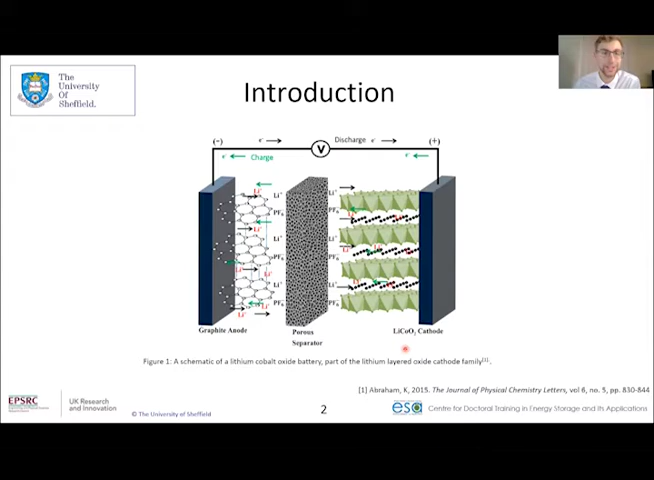 The
University
Of
Sheffield.
Introduction
(−) e⁻ Discharge e⁻ (+)
e⁻ Charge V e⁻
Li⁺ Li⁺ Li⁺
PF₆⁻ PF₆⁻
Li⁺ Li⁺ Li⁺
PF₆⁻ PF₆⁻
Li⁺ Li⁺ Li⁺
PF₆⁻ PF₆⁻
Graphite Anode
Porous
Separator
LiCoO₂ Cathode
Figure 1: A schematic of a lithium cobalt oxide battery, part of the lithium layered oxide cathode family[1].
[1] Abraham, K, 2015. The Journal of Physical Chemistry Letters, vol 6, no. 5, pp. 830-844
EPSRC
UK Research
and Innovation
© The University of Sheffield
2
esa
Centre for Doctoral Training in Energy Storage and Its Applications